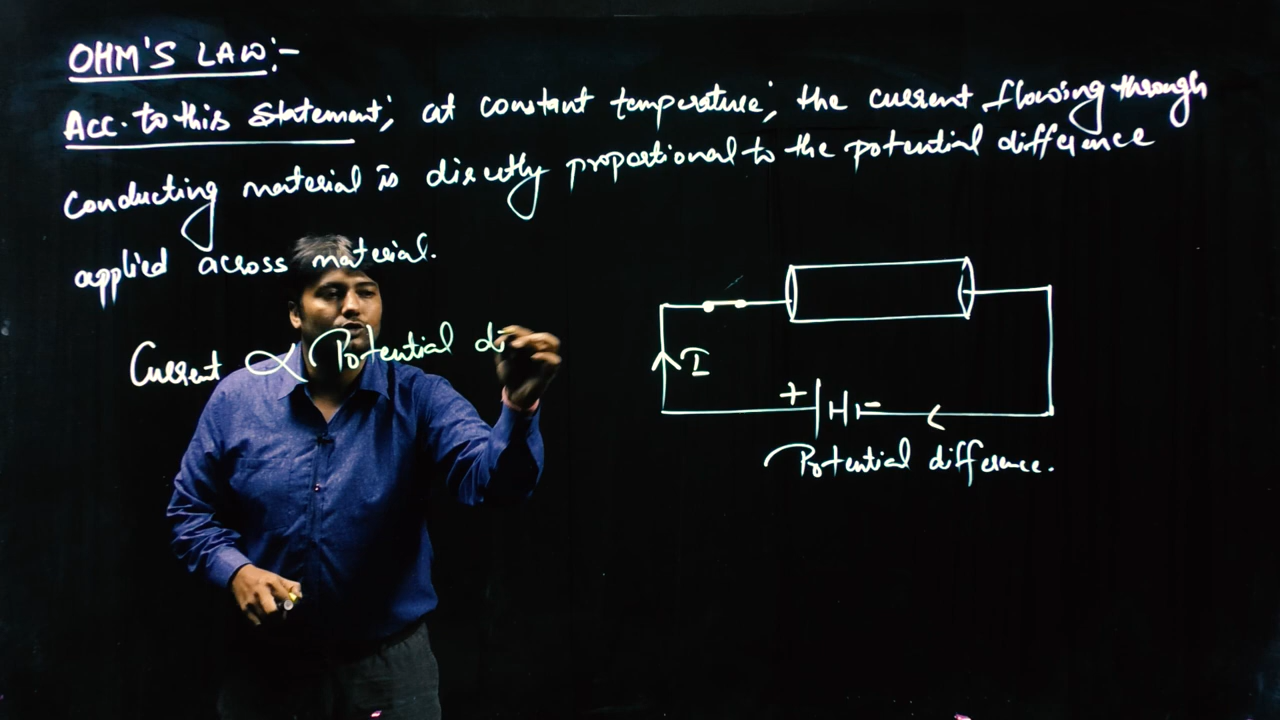 OHM'S LAW:-
Acc. to this Statement; at constant temperature; the current flowing through
Conducting material is directly proportional to the potential difference
applied across material.
Current ∝ Potential di
I
+ -
Potential difference.